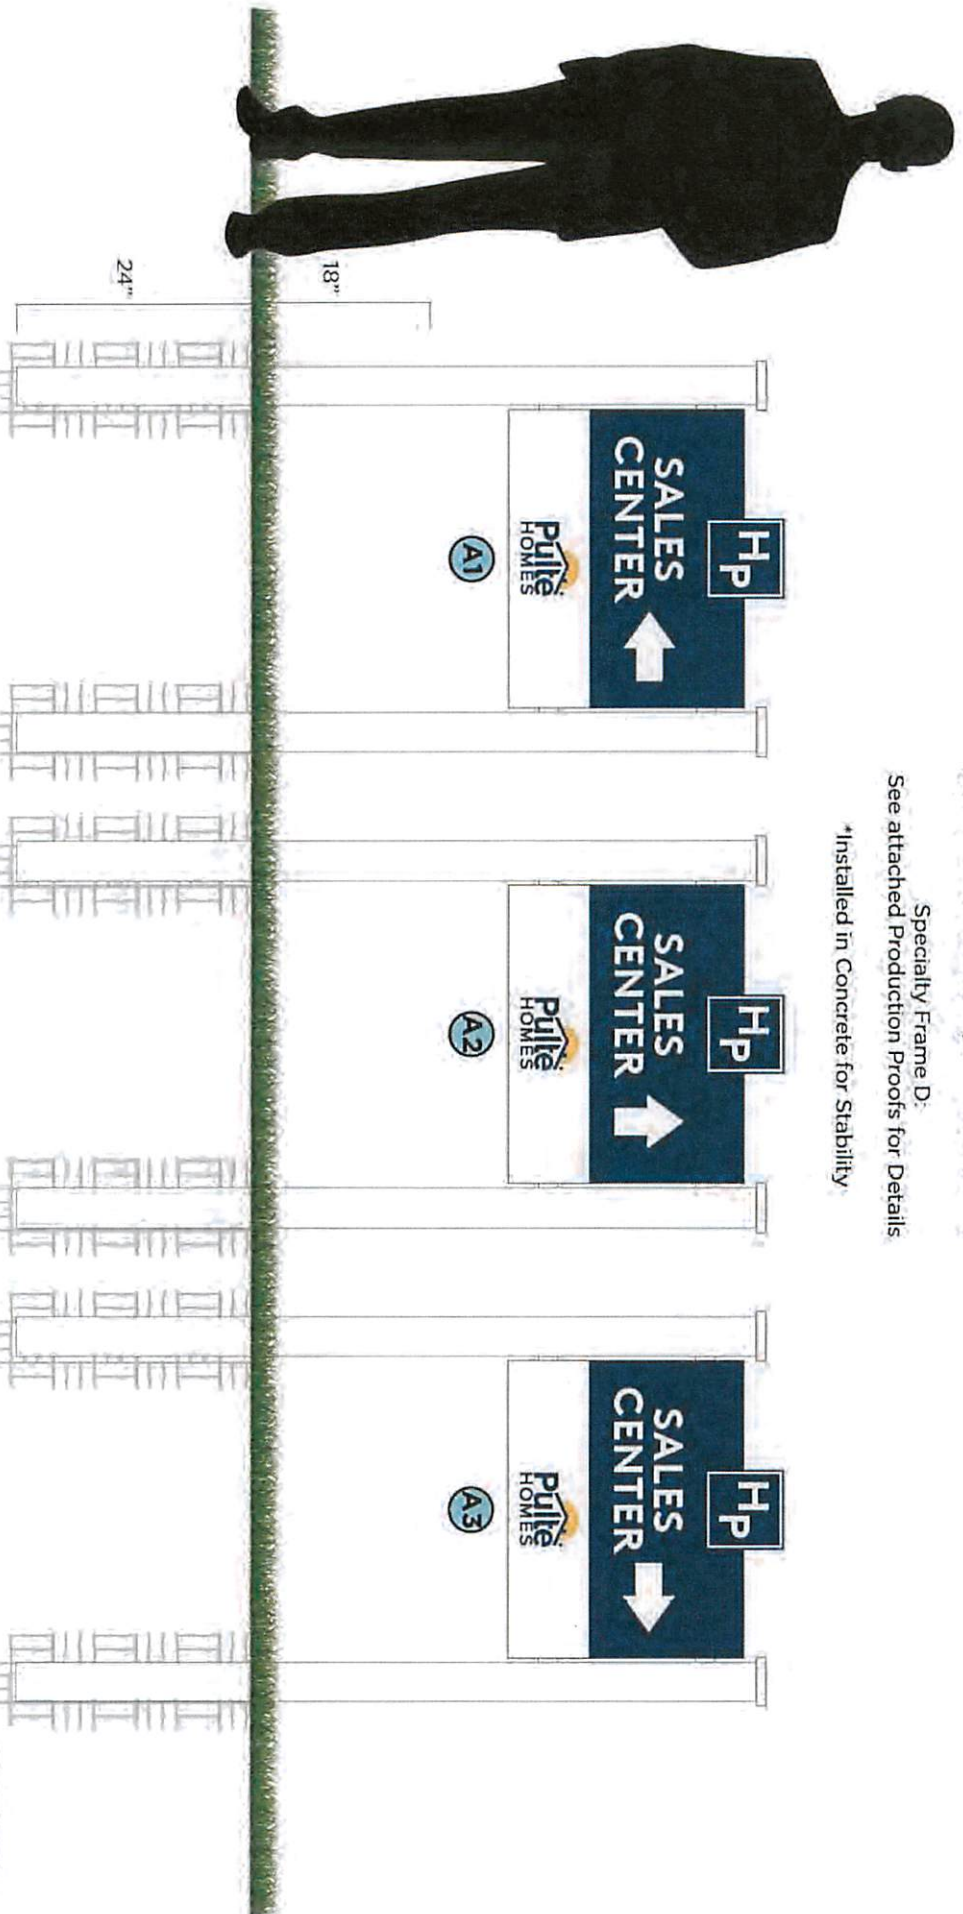 Specialty Frame D:
See attached Production Proofs for Details
*Installed in Concrete for Stability
HP
SALES
CENTER
Pulte
HOMES
A1
HP
SALES
CENTER
Pulte
HOMES
A2
HP
SALES
CENTER
Pulte
HOMES
A3
18"
24"